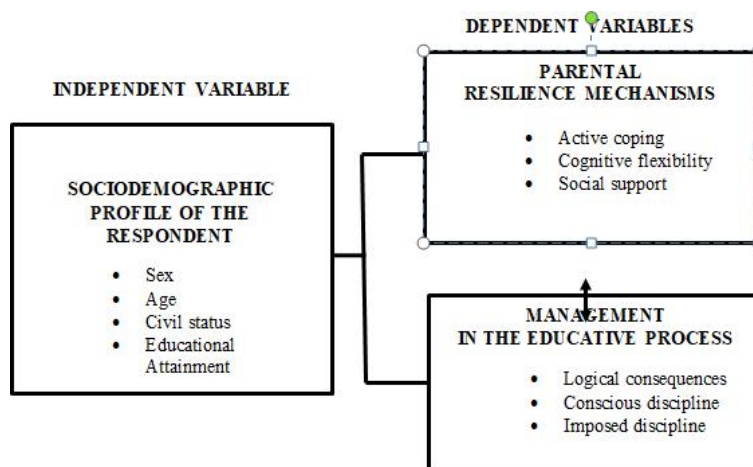 INDEPENDENT VARIABLE
SOCIODEMOGRAPHIC
PROFILE OF THE
RESPONDENT
• Sex
• Age
• Civil status
• Educational
Attainment
DEPENDENT VARIABLES
PARENTAL
RESILIENCE MECHANISMS
• Active coping
• Cognitive flexibility
• Social support
MANAGEMENT
IN THE EDUCATIVE PROCESS
• Logical consequences
• Conscious discipline
• Imposed discipline